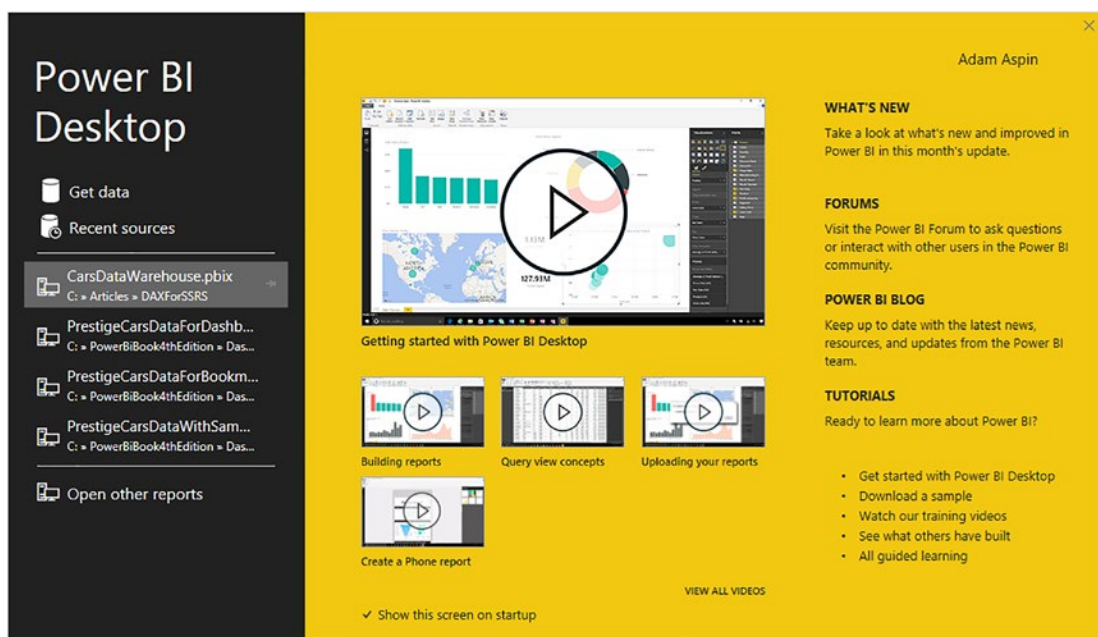 Power BI
Desktop
Get data
Recent sources
CarsDataWarehouse.pbix
C: » Articles » DAXForSSRS
PrestigeCarsDataForDashb...
C: » PowerBiBook4thEdition » Das...
PrestigeCarsDataForBookm...
C: » PowerBiBook4thEdition » Das...
PrestigeCarsDataWithSam...
C: » PowerBiBook4thEdition » Das...
Open other reports
127.93M
Getting started with Power BI Desktop
Building reports
Query view concepts
Uploading your reports
Create a Phone report
VIEW ALL VIDEOS
✓ Show this screen on startup
Adam Aspin
WHAT'S NEW
Take a look at what's new and improved in
Power BI in this month's update.
FORUMS
Visit the Power BI Forum to ask questions
or interact with other users in the Power BI
community.
POWER BI BLOG
Keep up to date with the latest news,
resources, and updates from the Power BI
team.
TUTORIALS
Ready to learn more about Power BI?
• Get started with Power BI Desktop
• Download a sample
• Watch our training videos
• See what others have built
• All guided learning